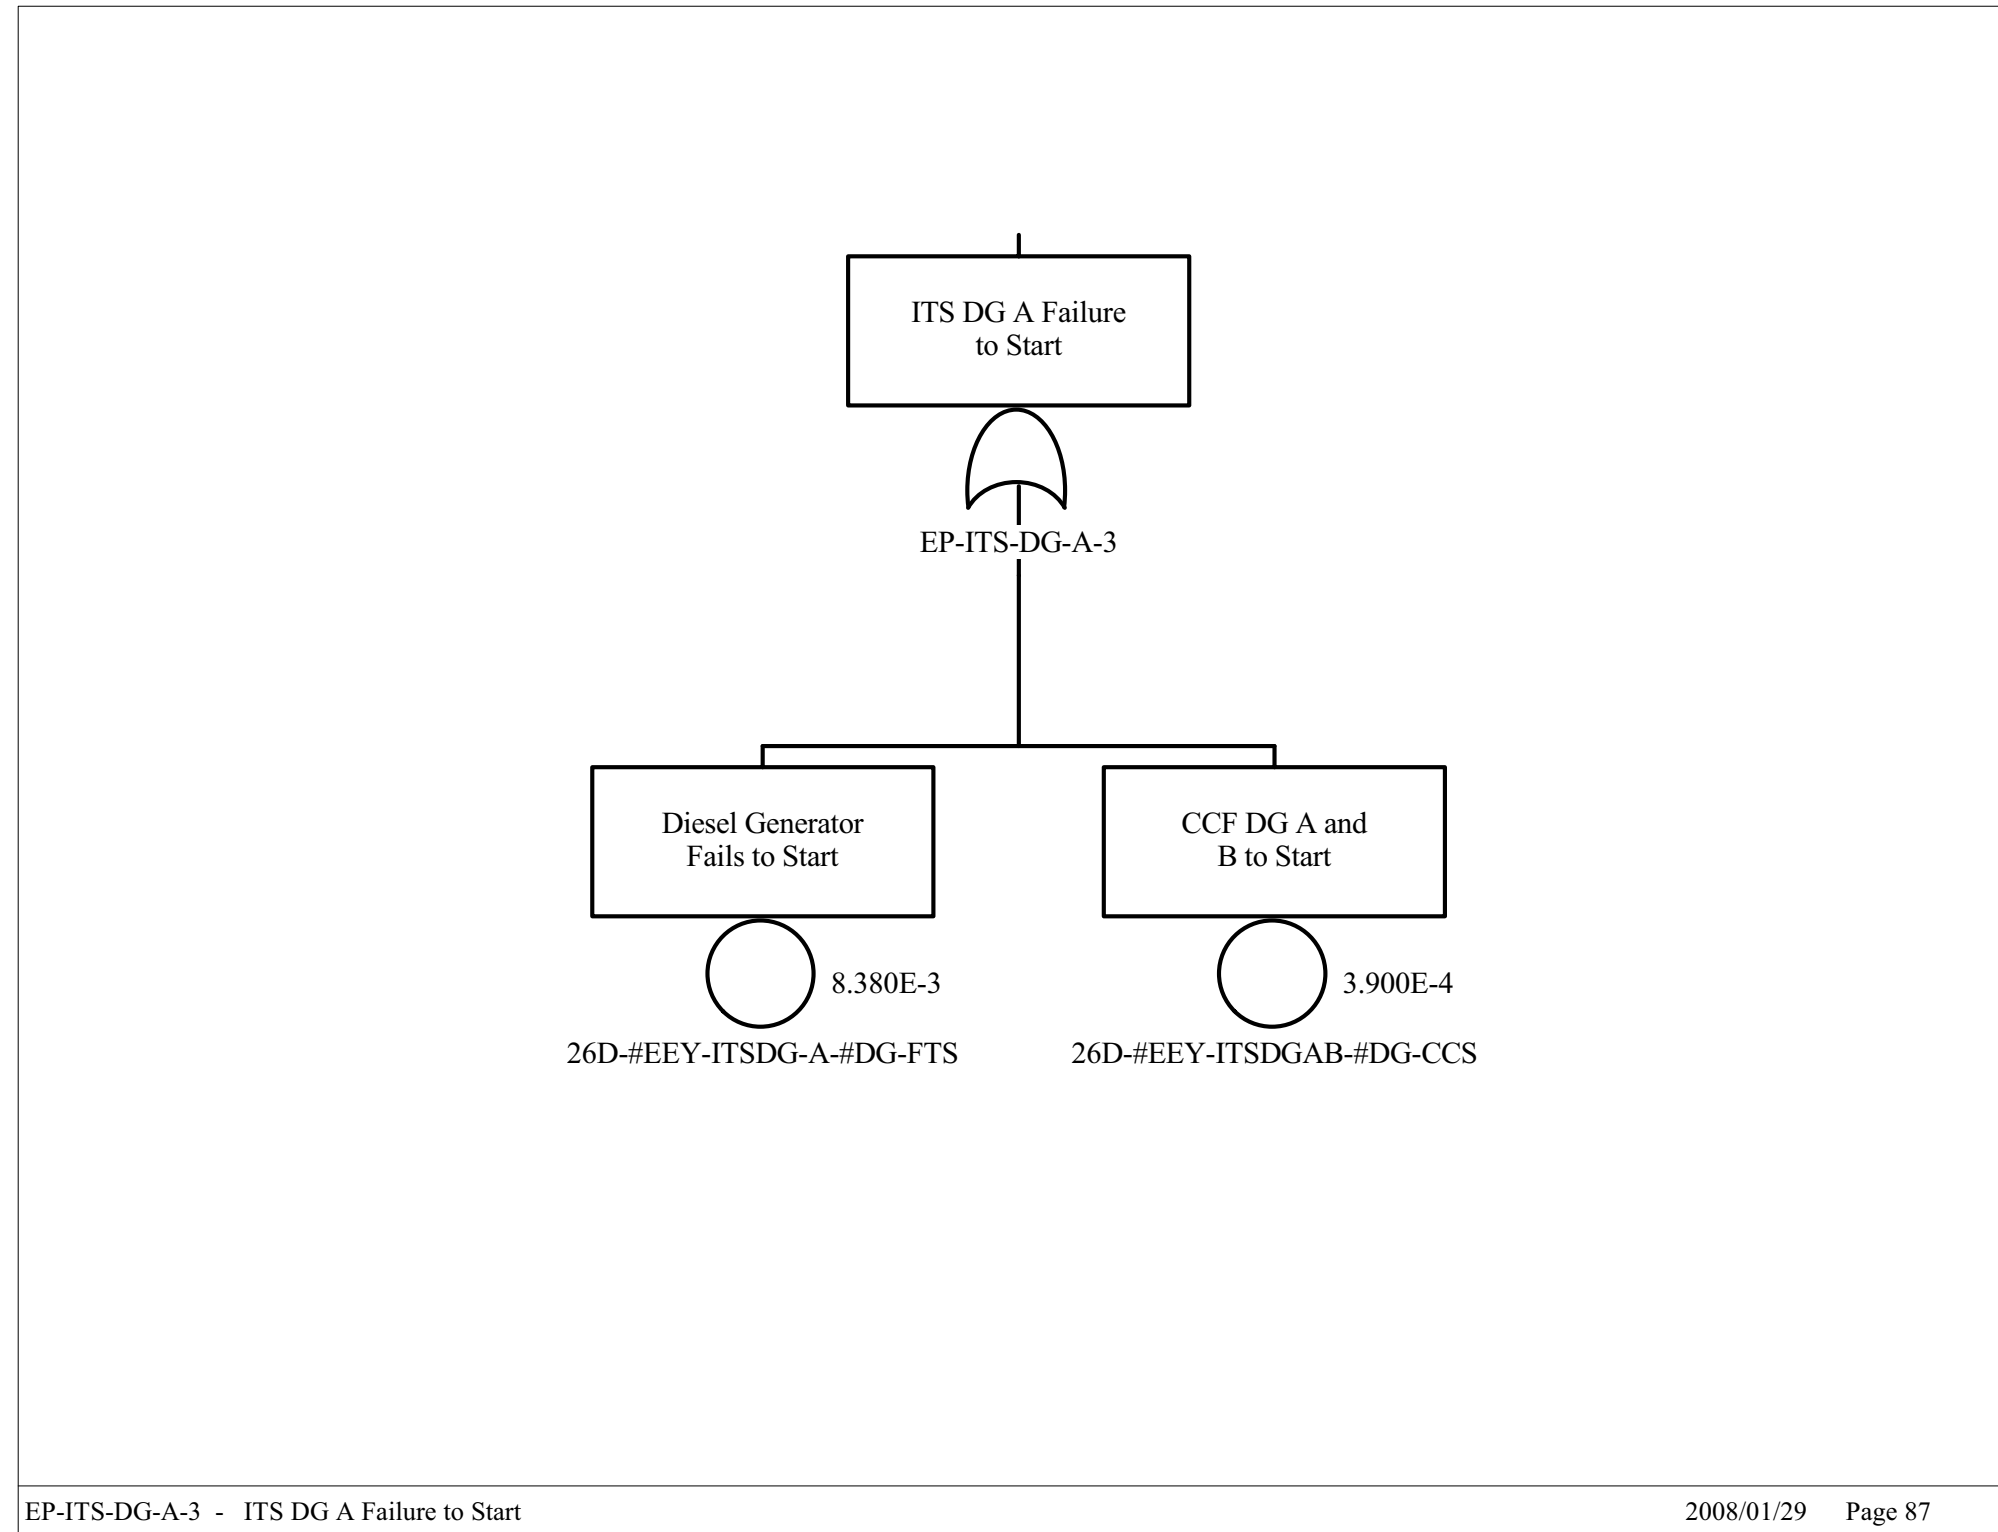 ITS DG A Failure
to Start
EP-ITS-DG-A-3
Diesel Generator
Fails to Start
CCF DG A and
B to Start
8.380E-3
3.900E-4
26D-#EEY-ITSDG-A-#DG-FTS
26D-#EEY-ITSDGAB-#DG-CCS
EP-ITS-DG-A-3 - ITS DG A Failure to Start
2008/01/29 Page 87